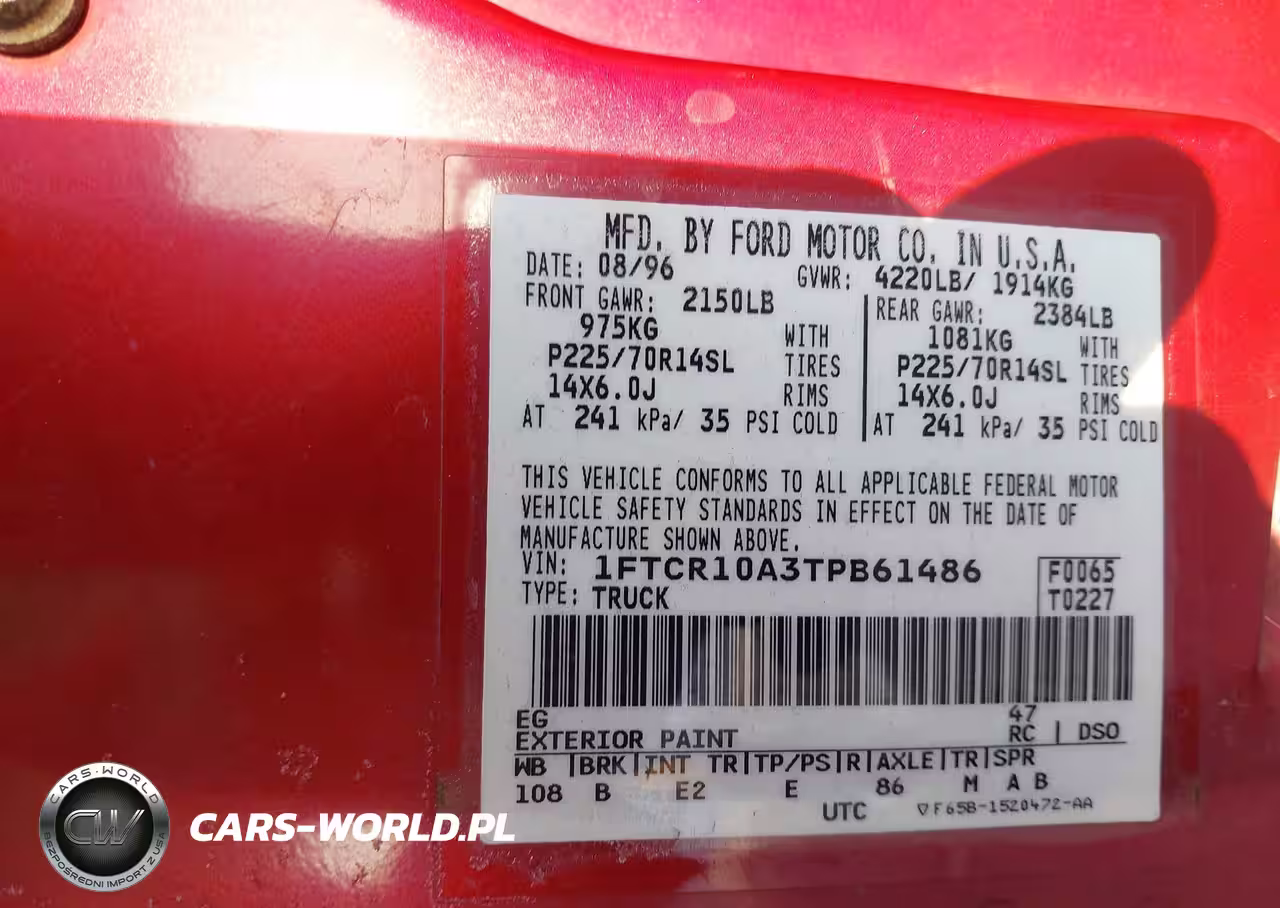 MFD. BY FORD MOTOR CO. IN U.S.A.
DATE: 08/96 GVWR: 4220LB/ 1914KG
FRONT GAWR: 2150LB
975KG WITH
P225/70R14SL TIRES
14X6.0J RIMS
AT 241 kPa/ 35 PSI COLD
REAR GAWR: 2384LB
1081KG WITH
P225/70R14SL TIRES
14X6.0J RIMS
AT 241 kPa/ 35 PSI COLD
THIS VEHICLE CONFORMS TO ALL APPLICABLE FEDERAL MOTOR
VEHICLE SAFETY STANDARDS IN EFFECT ON THE DATE OF
MANUFACTURE SHOWN ABOVE.
VIN: 1FTCR10A3TPB61486 F0065
TYPE: TRUCK T0227
EG 47
EXTERIOR PAINT RC | DSO
WB |BRK|INT TR|TP/PS|R|AXLE|TR|SPR
108 B E2 E 86 M A B
UTC ▽F65B-1520472-AA
CARS-WORLD
CW
BEZPOŚREDNI IMPORT Z USA
CARS-WORLD.PL